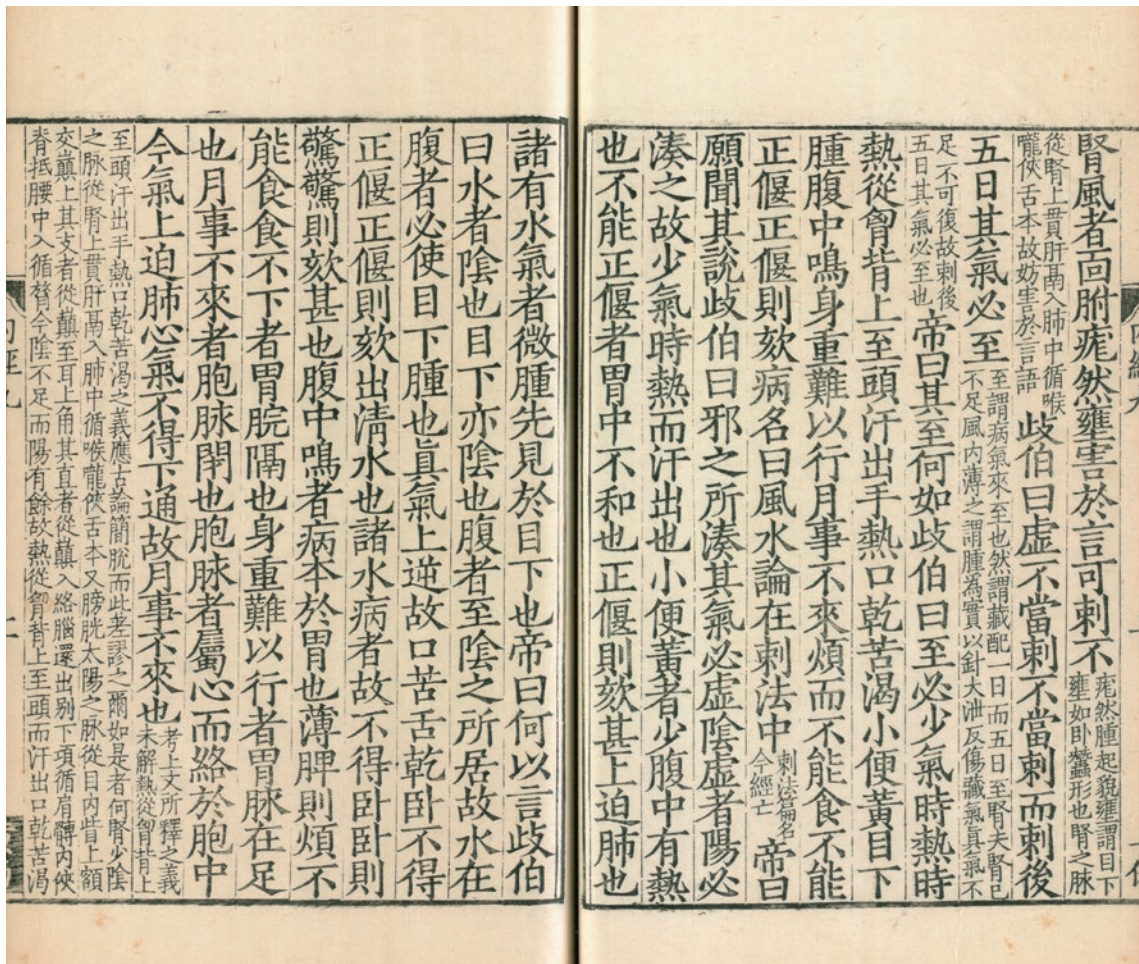 腎風者面胕痝然壅害於言可刺不痝然腫起貌壅謂目下
壅如卧蠶形也腎之脉
從腎上貫肝鬲入肺中循喉
嚨俠舌本故妨害於言語歧伯曰虛不當刺不當刺而刺後
五日其氣必至至謂病氣來至也然謂藏配一日而五日至腎夫腎已
不足風内薄之謂腫為實以針大泄反傷藏氣真氣不
足不可復故刺後
五日其氣必至也帝曰其至何如歧伯曰至必少氣時熱時
熱從胷背上至頭汗出手熱口乾苦渴小便黃目下
腫腹中鳴身重難以行月事不來煩而不能食不能
正偃正偃則欬病名曰風水論在刺法中刺法篇名
今經亡帝曰
願聞其說歧伯曰邪之所湊其氣必虛陰虛者陽必
湊之故少氣時熱而汗出也小便黃者少腹中有熱
也不能正偃者胃中不和也正偃則欬甚上迫肺也
諸有水氣者微腫先見於目下也帝曰何以言歧伯
曰水者陰也目下亦陰也腹者至陰之所居故水在
腹者必使目下腫也真氣上逆故口苦舌乾卧不得
正偃正偃則欬出清水也諸水病者故不得卧卧則
驚驚則欬甚也腹中鳴者病本於胃也薄脾則煩不
能食食不下者胃脘隔也身重難以行者胃脉在足
也月事不來者胞脉閉也胞脉者屬心而絡於胞中
今氣上迫肺心氣不得下通故月事不來也考上文所釋之義
未解熱從胷背上
至頭汗出手熱口乾苦渴之義應古論簡脫而此差謬之爾如是者何腎少陰
之脉從腎上貫肝鬲入肺中循喉嚨俠舌本又膀胱太陽之脉從目内眥上額
交巔上其支者從巔至耳上角其直者從巔入絡腦還出別下項循肩髆内俠
脊抵腰中入循膂今陰不足而陽有餘故熱從胷背上至頭而汗出口乾苦渴